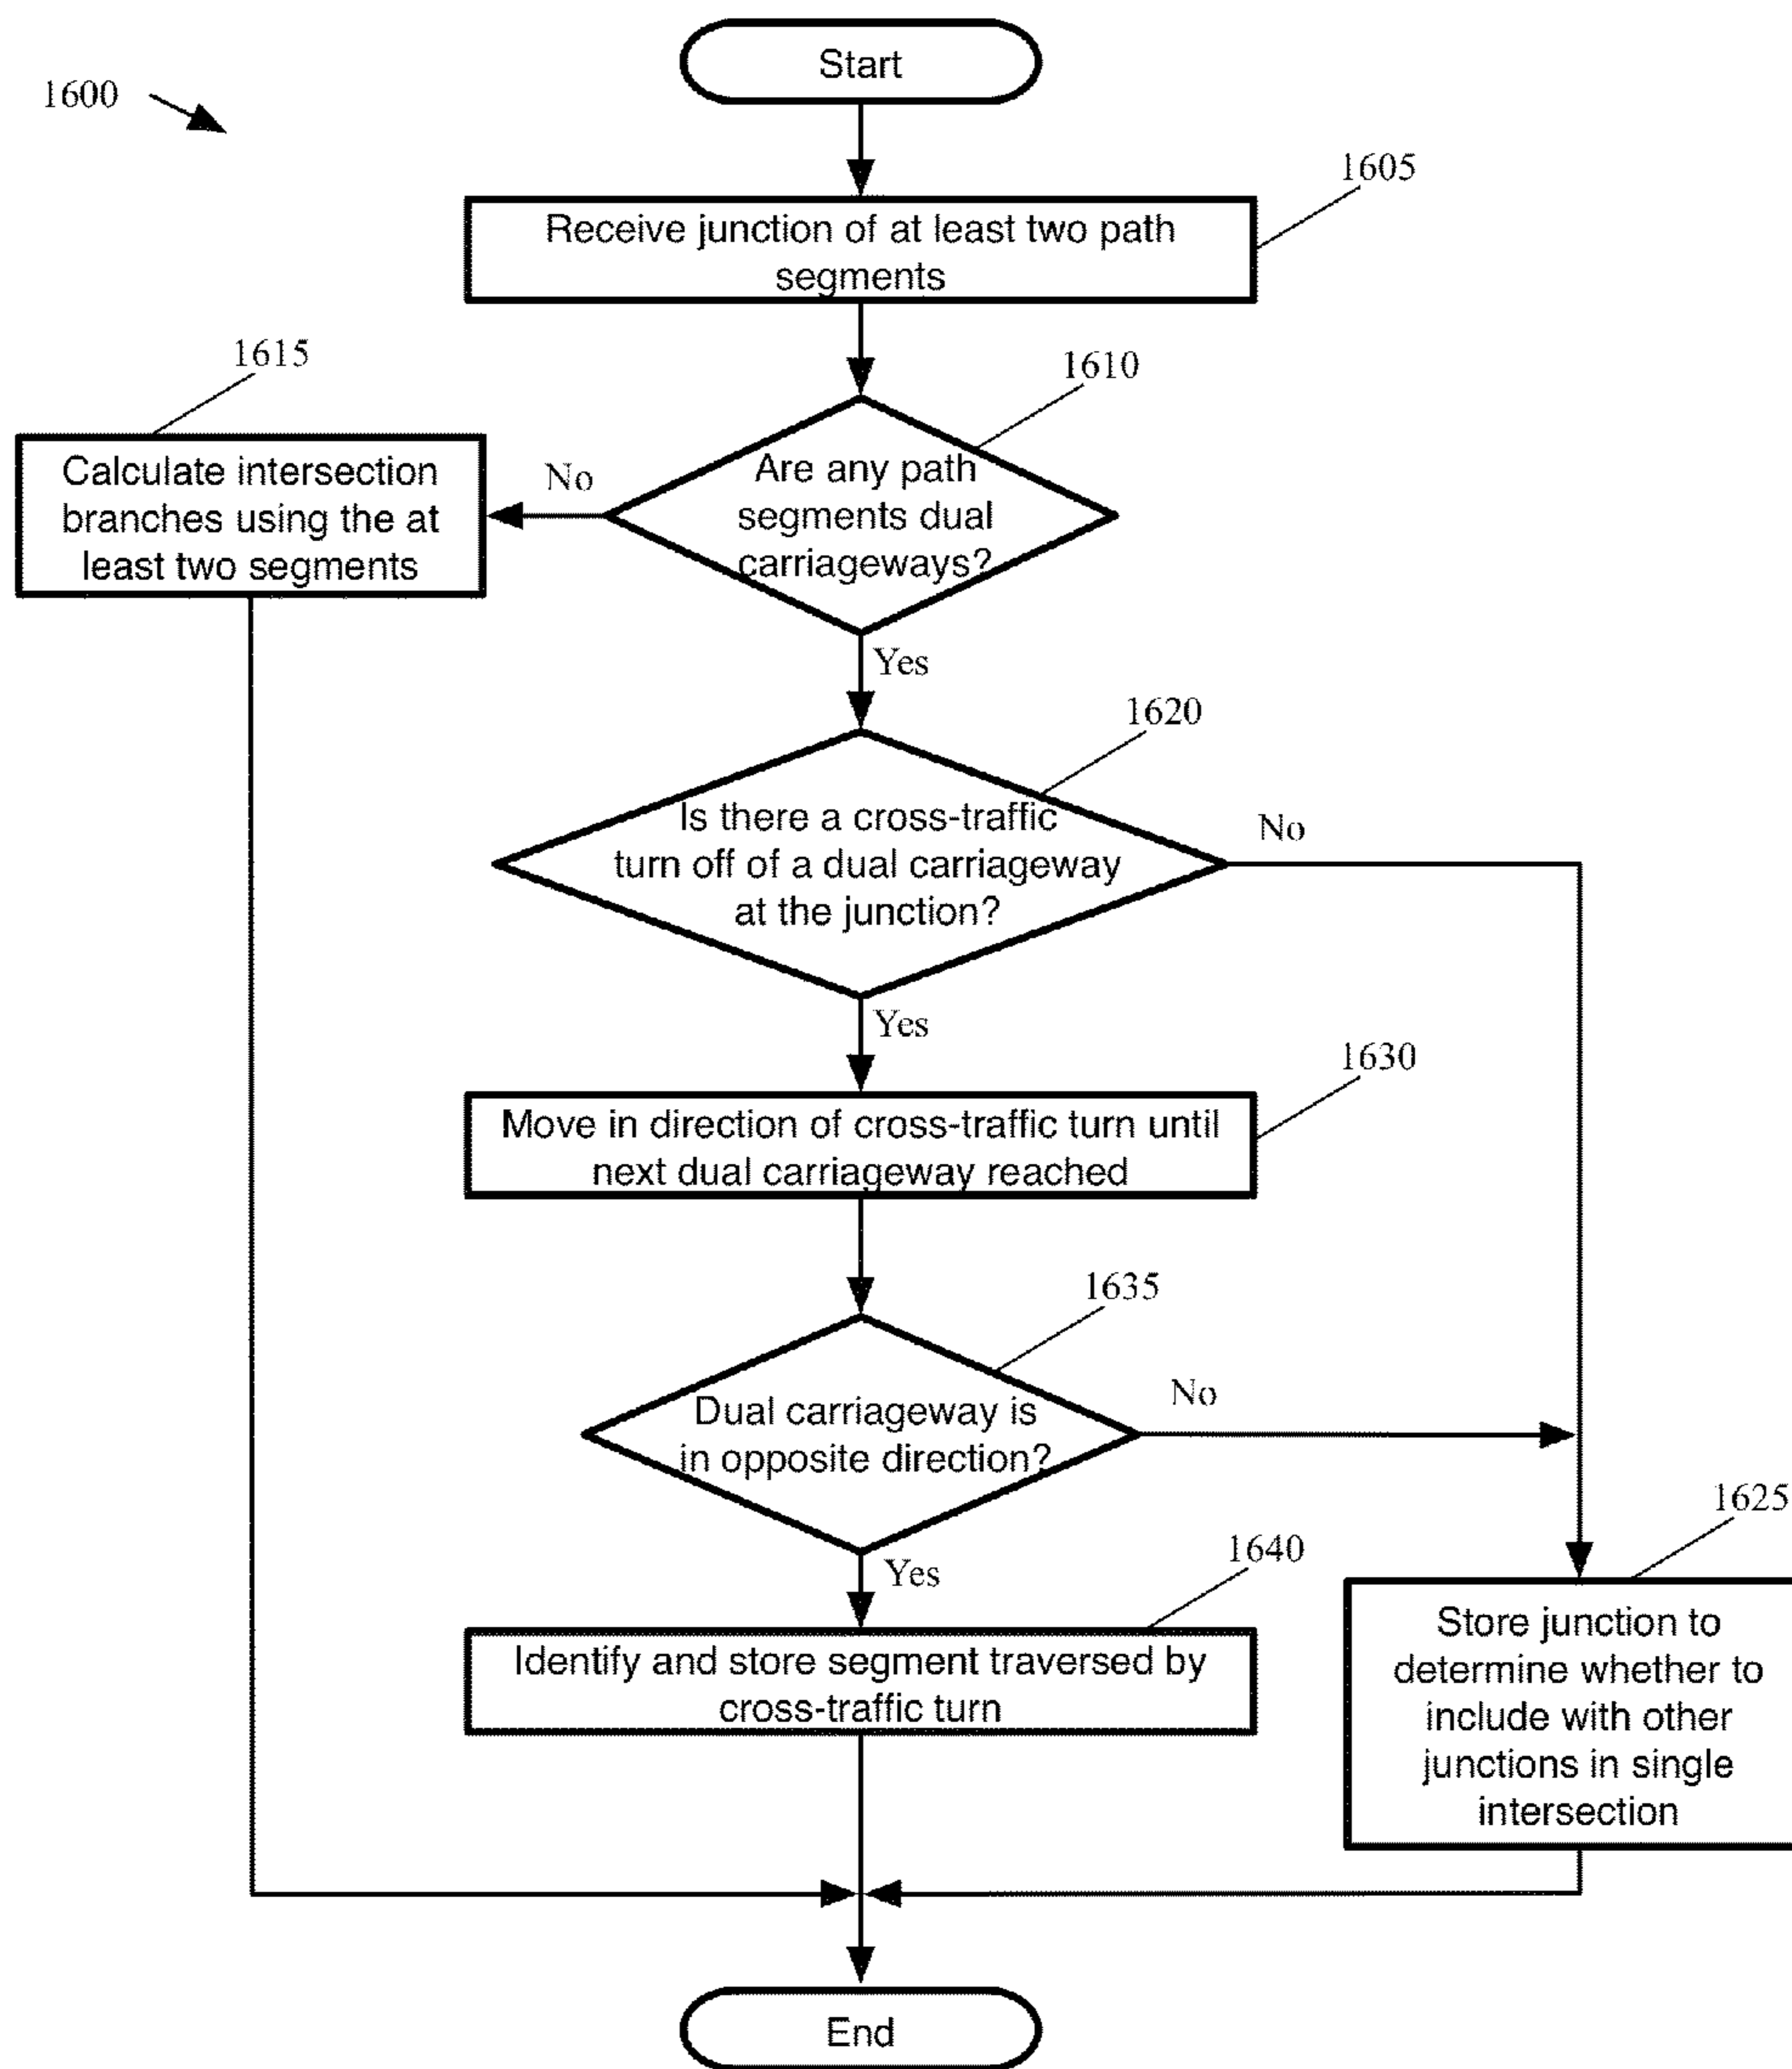 Start
1600
1605
Receive junction of at least two path
segments
1615
1610
Calculate intersection
branches using the at
least two segments
No
Are any path
segments dual
carriageways?
Yes
1620
Is there a cross-traffic
turn off of a dual carriageway
at the junction?
No
Yes
1630
Move in direction of cross-traffic turn until
next dual carriageway reached
1635
Dual carriageway is
in opposite direction?
No
Yes
1625
1640
Identify and store segment traversed by
cross-traffic turn
Store junction to
determine whether to
include with other
junctions in single
intersection
End